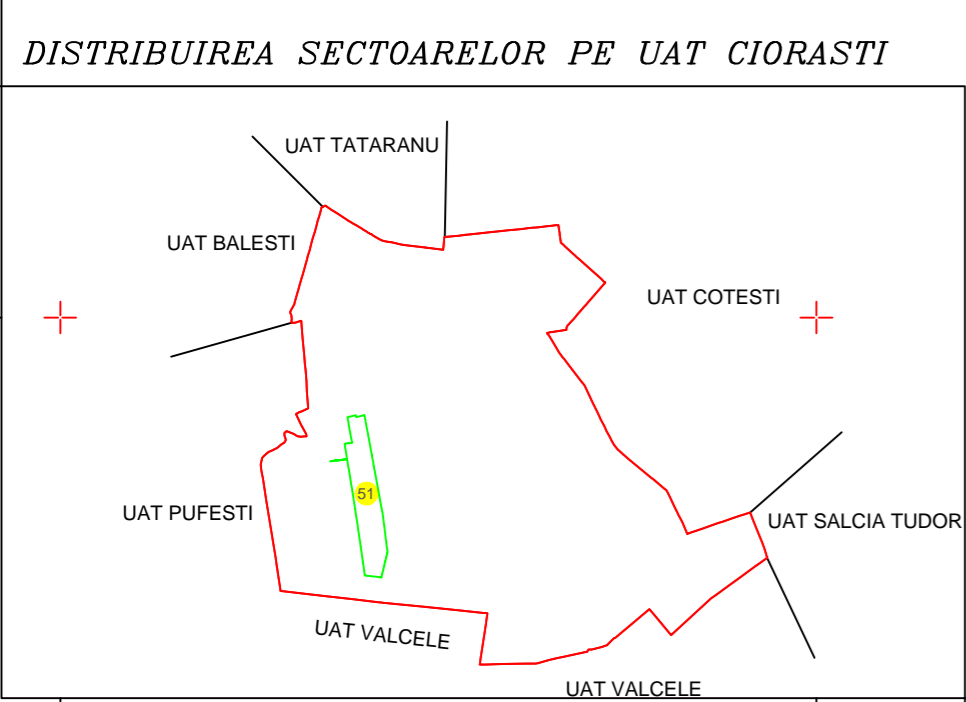 DISTRIBUIREA SECTOARELOR PE UAT CIORASTI
UAT TATARANU
UAT BALESTI
UAT COTESTI
51
UAT PUFESTI
UAT SALCIA TUDOR
UAT VALCELE
UAT VALCELE